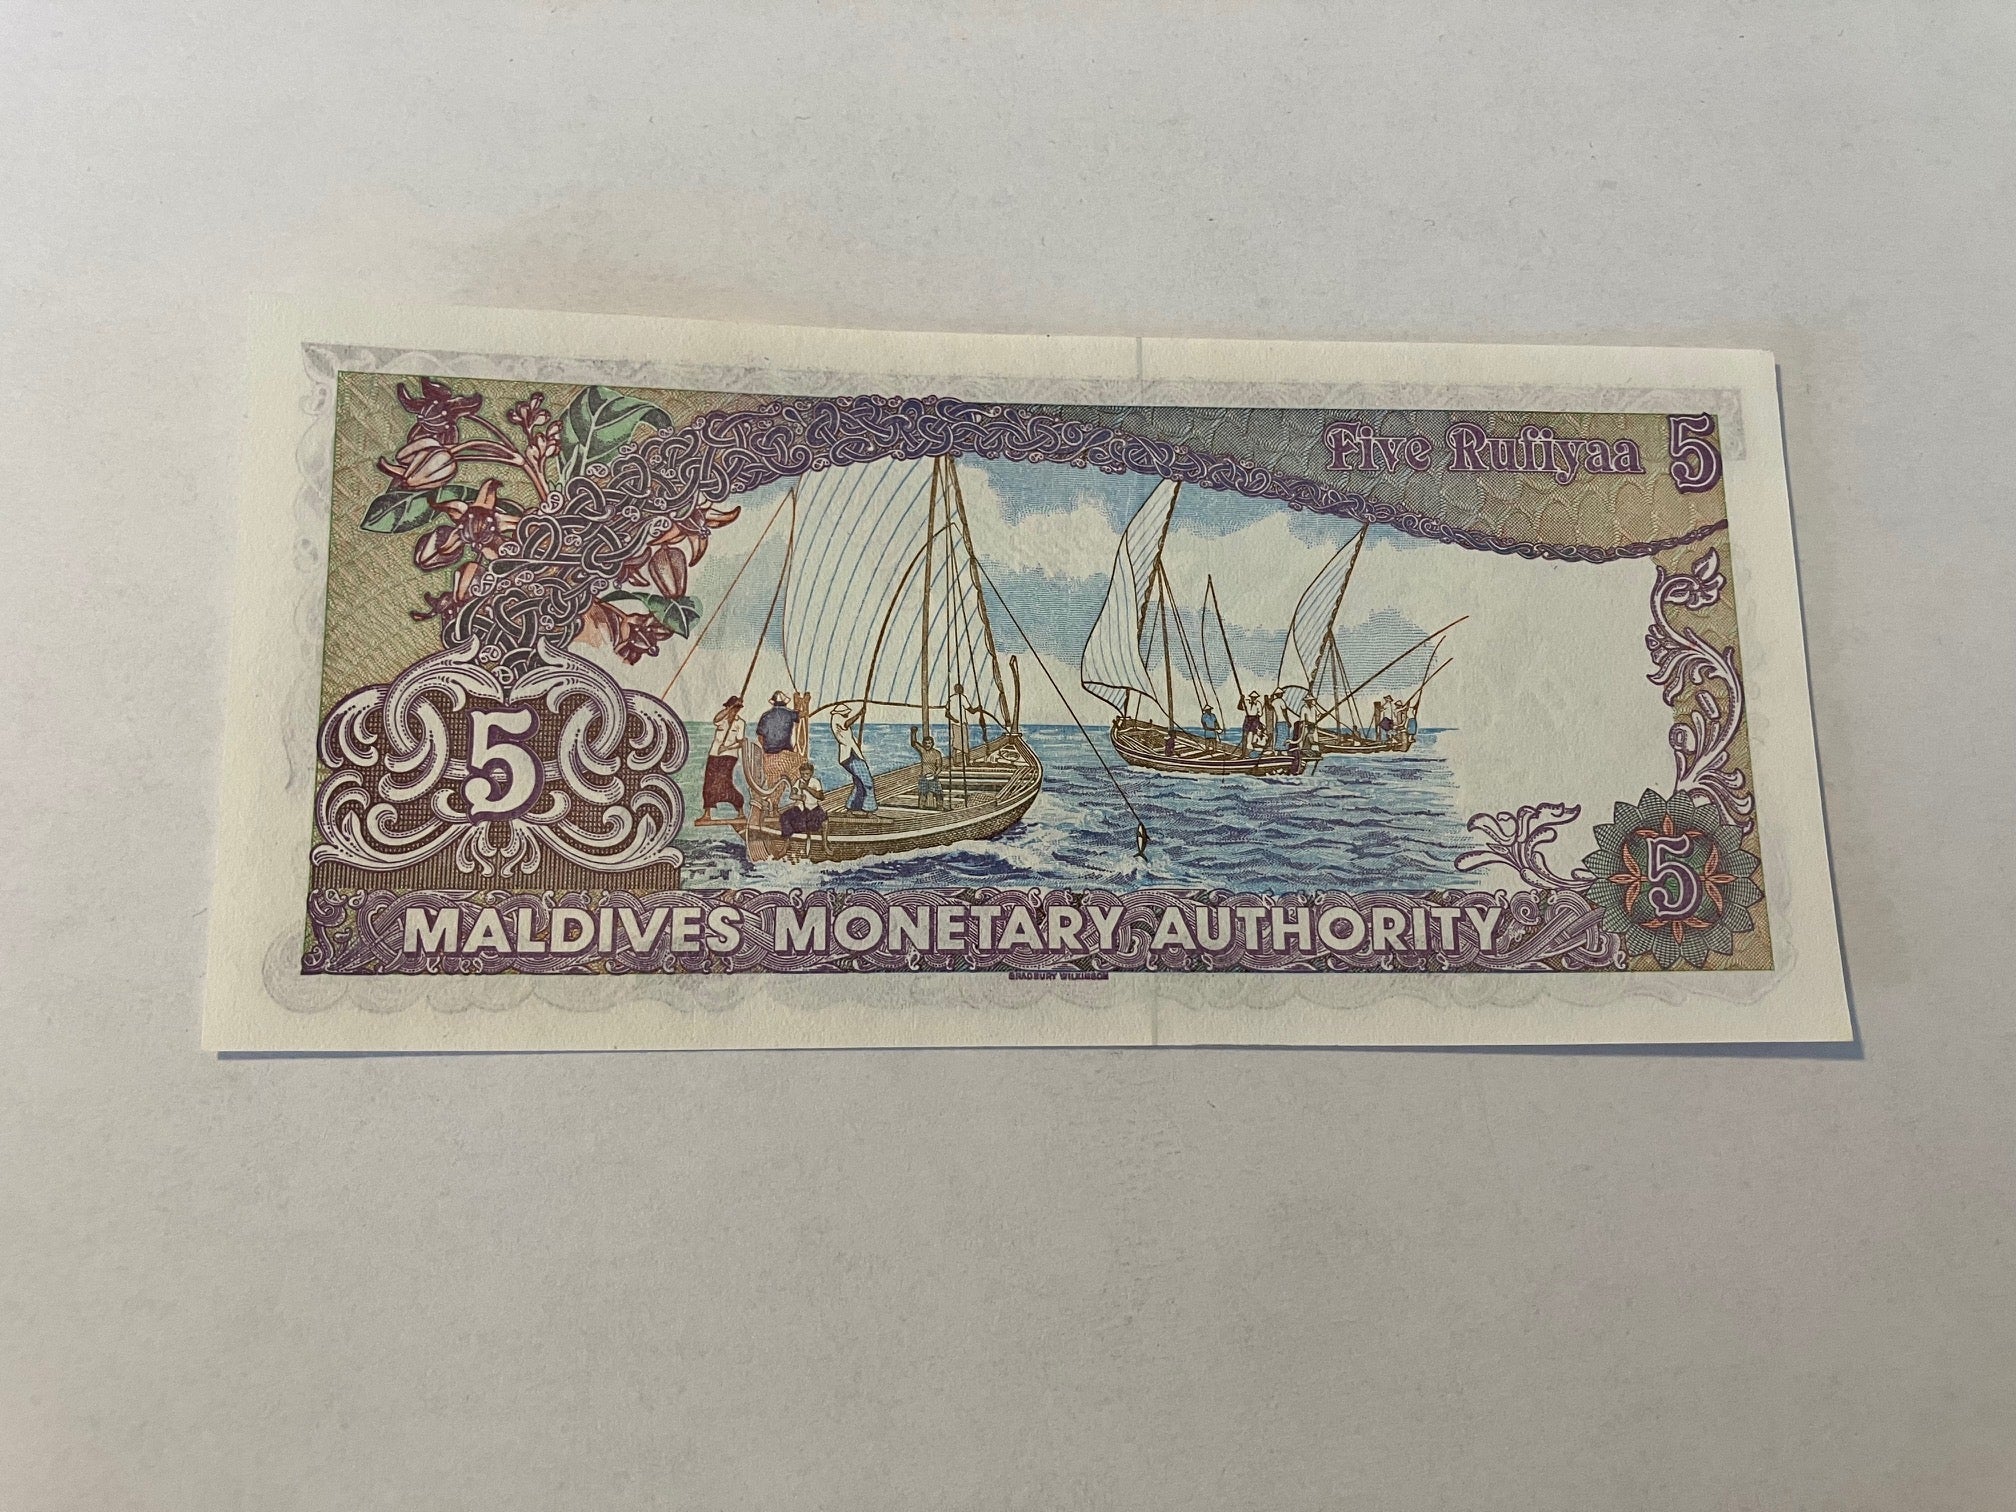 Five Rufiyaa 5
5
5
MALDIVES MONETARY AUTHORITY
BRADBURY WILKINSON